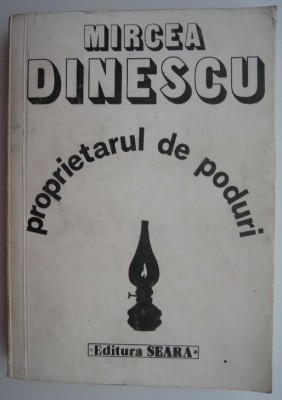 MIRCEA
DINESCU
proprietarul de poduri
"Editura SEARA"